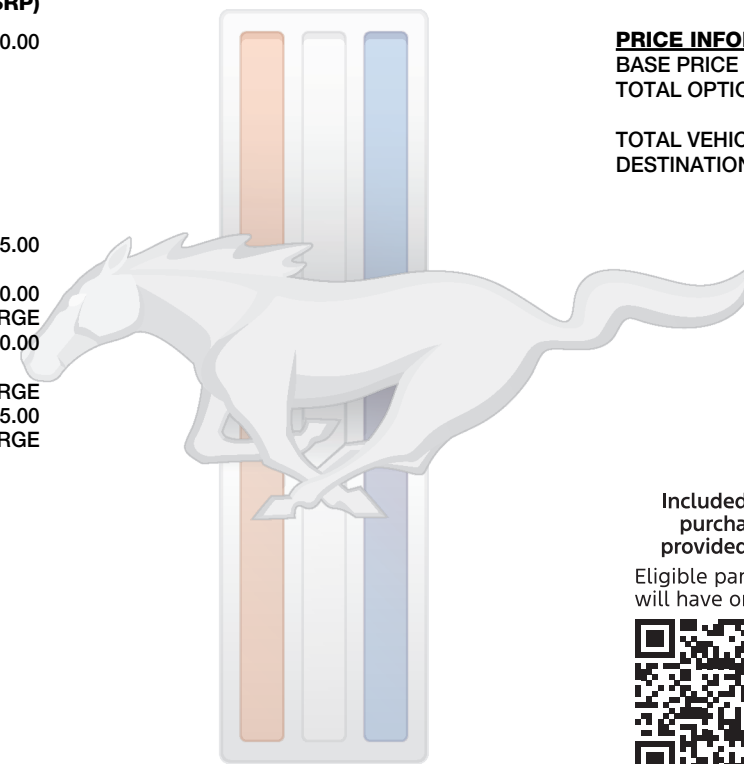 SRP)
0.00
5.00
0.00
RGE
0.00
RGE
5.00
RGE
PRICE INFO
BASE PRICE
TOTAL OPTIO
TOTAL VEHIC
DESTINATION
Included
purcha
provided
Eligible par
will have o